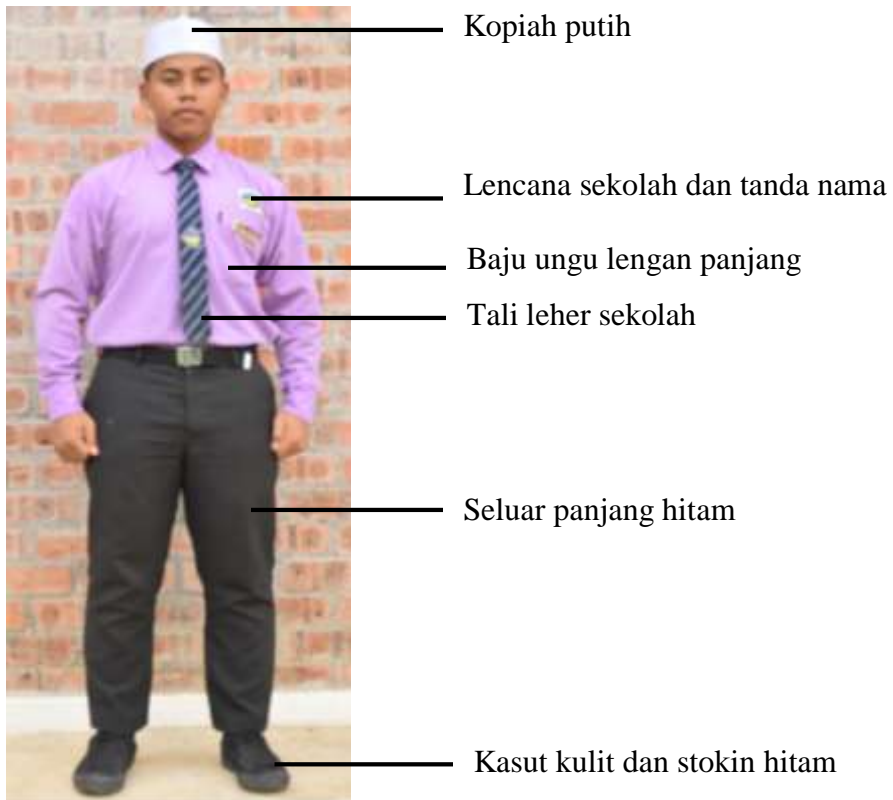 Kopiah putih
Lencana sekolah dan tanda nama
Baju ungu lengan panjang
Tali leher sekolah
Seluar panjang hitam
Kasut kulit dan stokin hitam